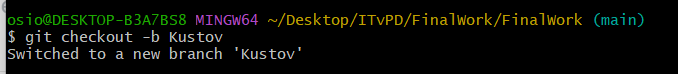 osio@DESKTOP-B3A7BS8 MINGW64 ~/Desktop/ITvPD/FinalWork/FinalWork (main)
$ git checkout -b Kustov
Switched to a new branch 'Kustov'